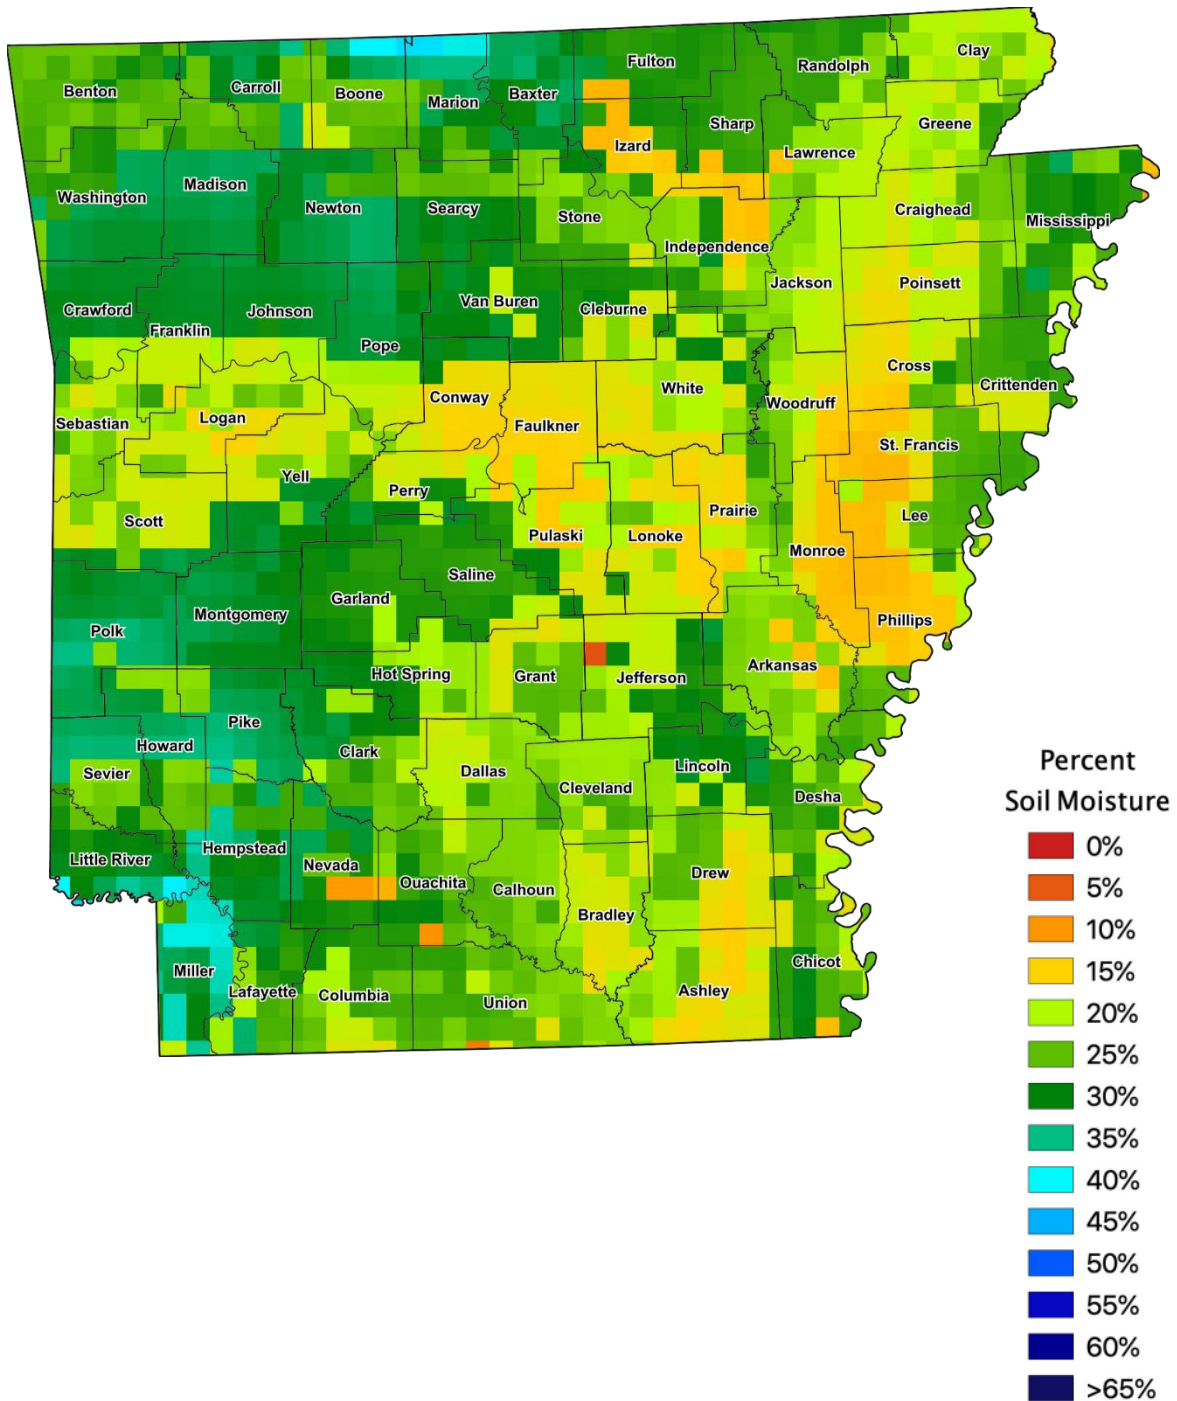 Clay
Fulton
Randolph
Benton
Carroll
Boone
Marion
Baxter
Sharp
Greene
Izard
Lawrence
Washington
Madison
Newton
Searcy
Stone
Craighead
Mississippi
Independence
Crawford
Johnson
Van Buren
Cleburne
Jackson
Poinsett
Franklin
Pope
Cross
Crittenden
White
Conway
Woodruff
Sebastian
Logan
Faulkner
St. Francis
Yell
Perry
Prairie
Lee
Scott
Pulaski
Lonoke
Monroe
Saline
Garland
Montgomery
Phillips
Polk
Hot Spring
Grant
Jefferson
Arkansas
Pike
Howard
Clark
Sevier
Dallas
Cleveland
Lincoln
Desha
Little River
Hempstead
Nevada
Ouachita
Calhoun
Drew
Bradley
Miller
Lafayette
Columbia
Union
Ashley
Chicot
Percent
Soil Moisture
0%
5%
10%
15%
20%
25%
30%
35%
40%
45%
50%
55%
60%
>65%